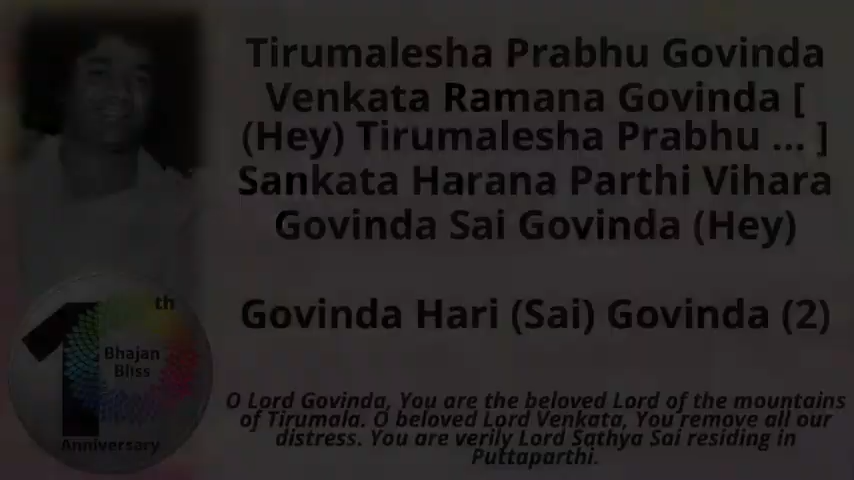 Tirumalesha Prabhu Govinda
Venkata Ramana Govinda [
(Hey) Tirumalesha Prabhu ... ]
Sankata Harana Parthi Vihara
Govinda Sai Govinda (Hey)
Govinda Hari (Sai) Govinda (2)
O Lord Govinda, You are the beloved Lord of the mountains
of Tirumala. O beloved Lord Venkata, You remove all our
distress. You are verily Lord Sathya Sai residing in
Puttaparthi.
1th
Bhajan
Bliss
Anniversary